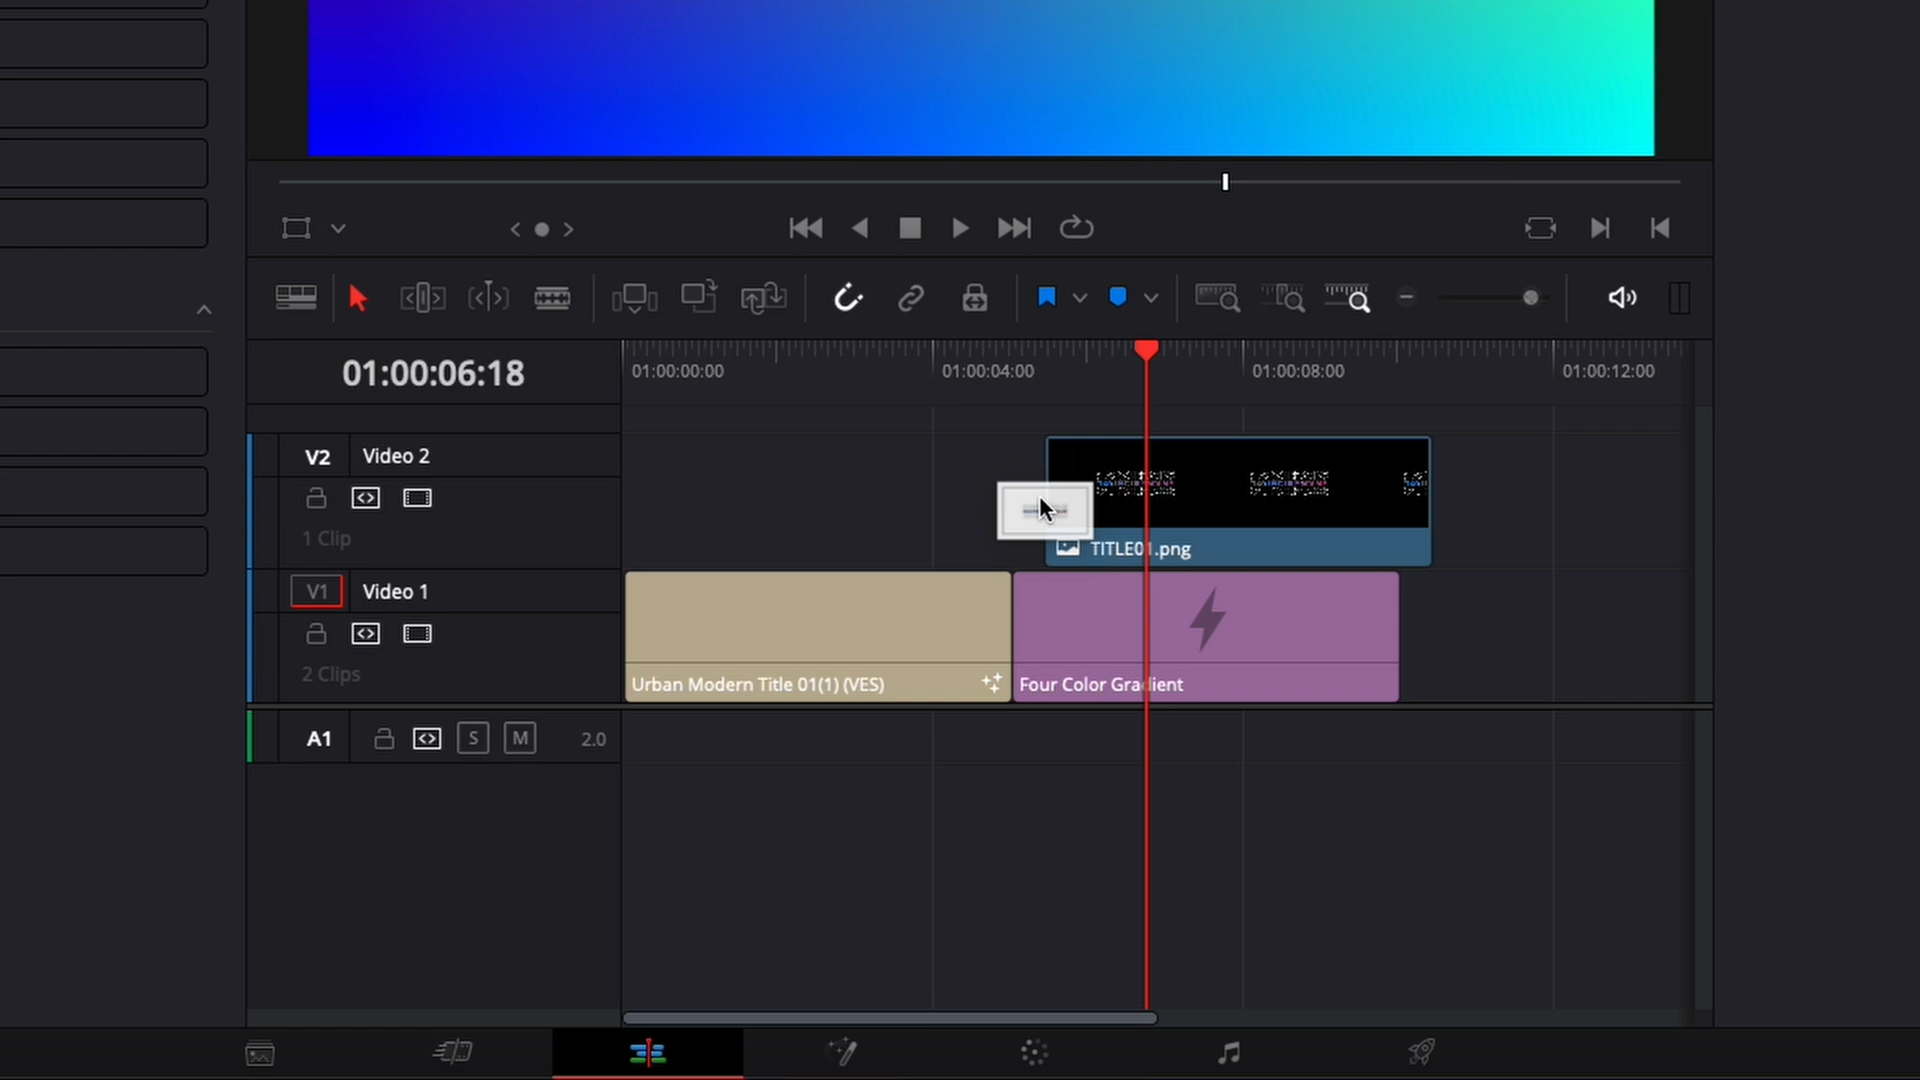 01:00:06:18
01:00:00:00
01:00:04:00
01:00:08:00
01:00:12:00
V2
Video 2
1 Clip
TITLE01.png
V1
Video 1
2 Clips
Urban Modern Title 01(1) (VES)
Four Color Gradient
A1
S
M
2.0